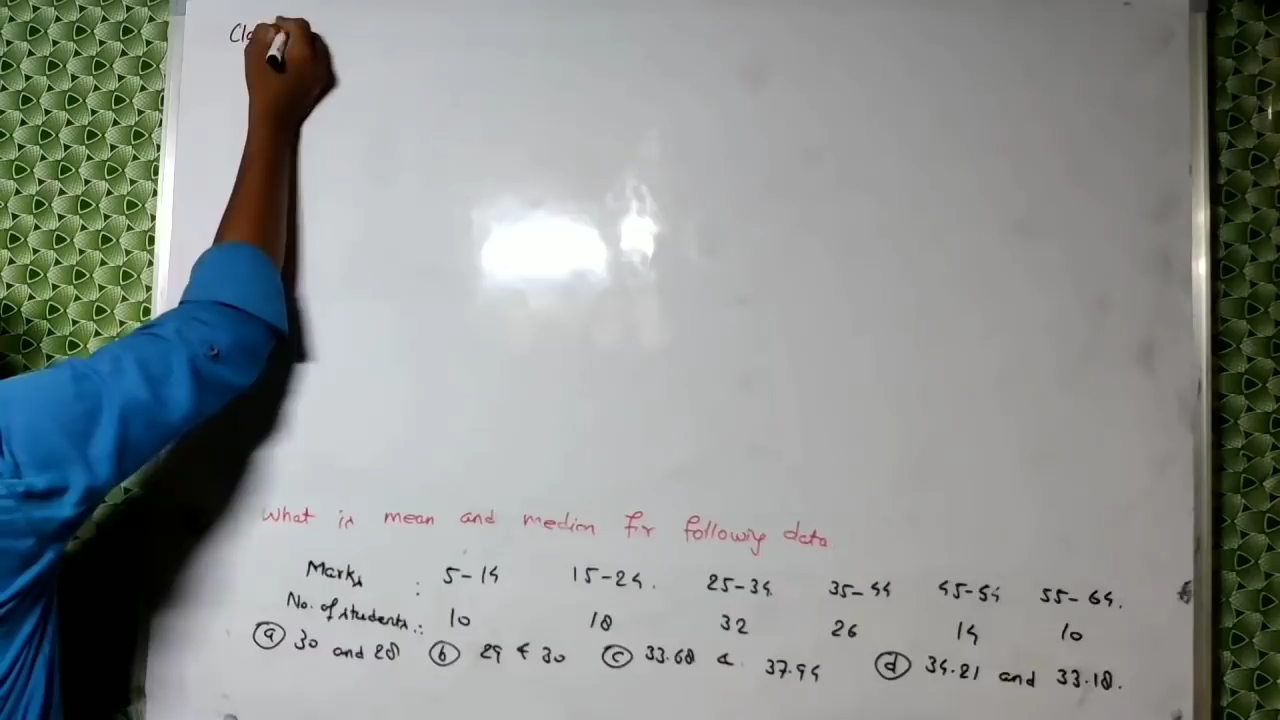 Cla
What is mean and median for following data
Marks : 5-14 15-24. 25-34 35-44 45-54 55-64.
No. of students.: 10 18 32 26 14 10
(a) 30 and 28 (b) 29 & 30 (c) 33.68 & 37.94 (d) 34.21 and 33.18.